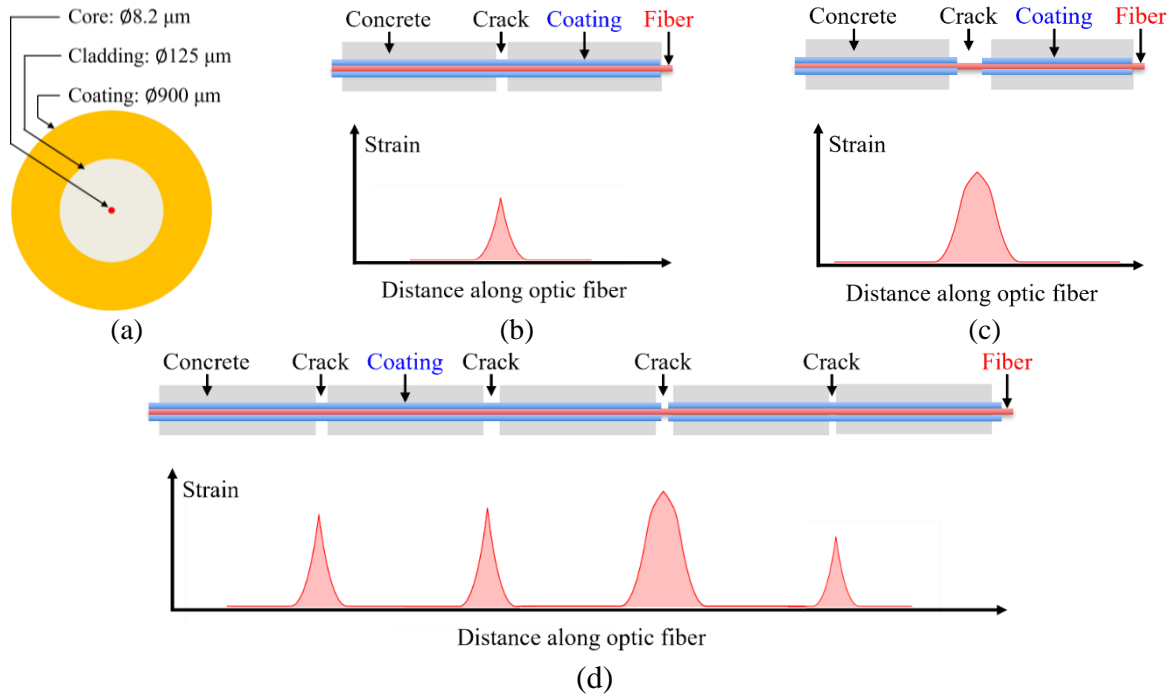 Core: Ø8.2 µm
Cladding: Ø125 µm
Coating: Ø900 µm
(a)
Concrete Crack Coating Fiber
Strain
Distance along optic fiber
(b)
Concrete Crack Coating Fiber
Strain
Distance along optic fiber
(c)
Concrete Crack Coating Crack Crack Crack Fiber
Strain
Distance along optic fiber
(d)